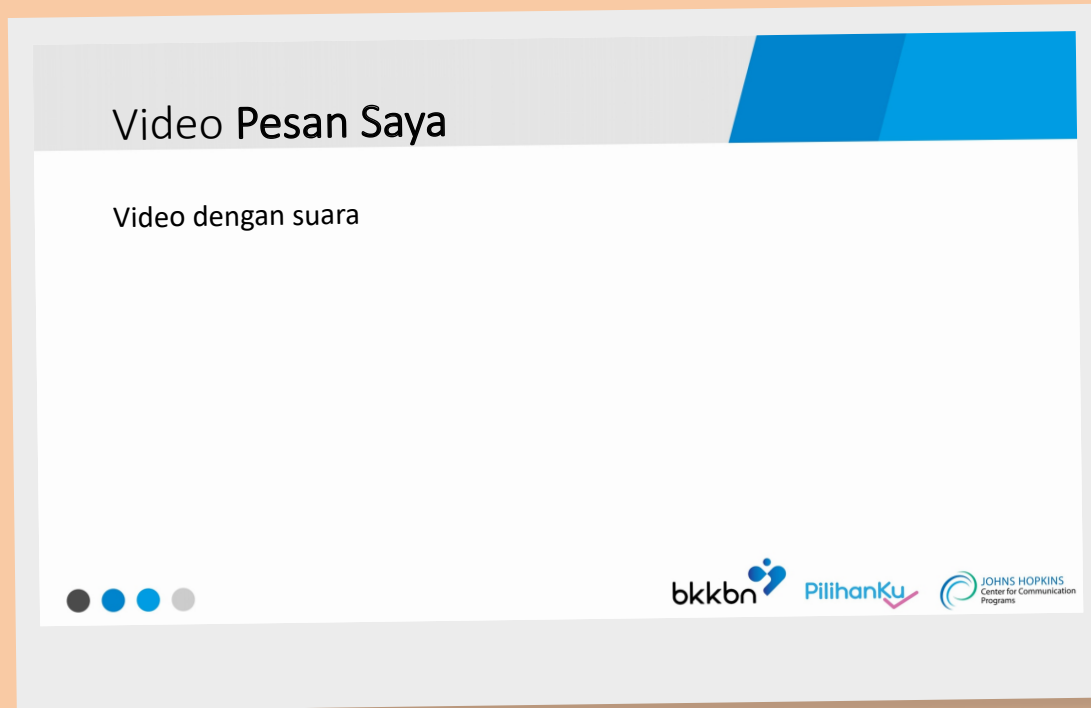 Video Pesan Saya
Video dengan suara
bkkbn
PilihanKu
JOHNS HOPKINS
Center for Communication
Programs